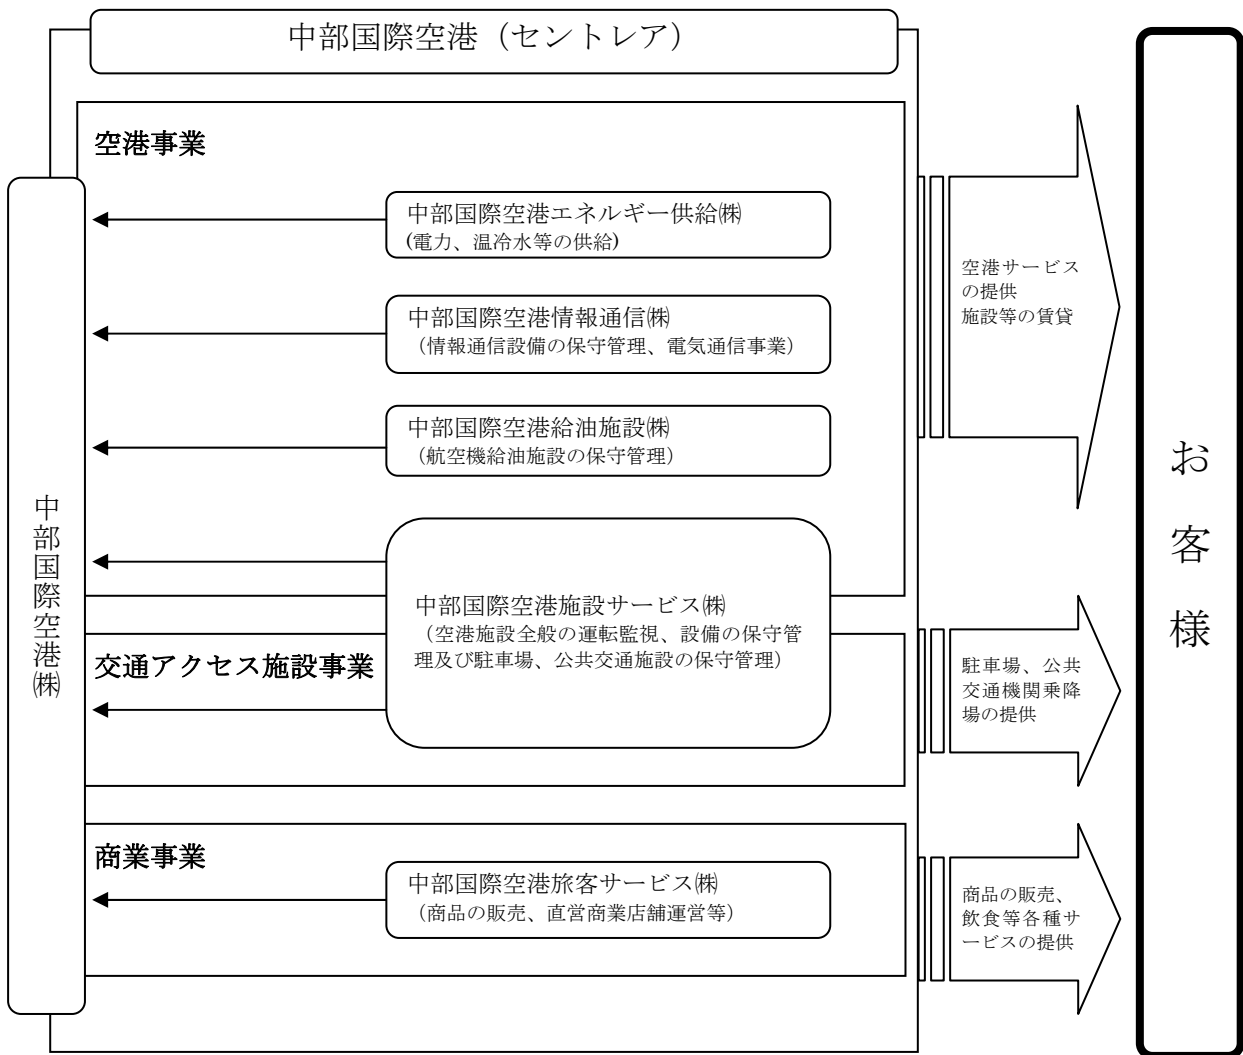 中部国際空港（セントレア）
空港事業
中部国際空港エネルギー供給㈱
(電力、温冷水等の供給)
中部国際空港情報通信㈱
（情報通信設備の保守管理、電気通信事業）
中部国際空港給油施設㈱
（航空機給油施設の保守管理）
中部国際空港施設サービス㈱
（空港施設全般の運転監視、設備の保守管
理及び駐車場、公共交通施設の保守管理）
交通アクセス施設事業
商業事業
中部国際空港旅客サービス㈱
（商品の販売、直営商業店舗運営等）
中部国際空港㈱
空港サービス
の提供
施設等の賃貸
駐車場、公共
交通機関乗降
場の提供
商品の販売、
飲食等各種サ
ービスの提供
お客様